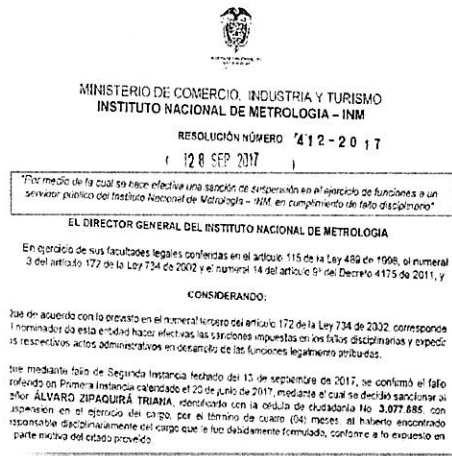 MINISTERIO DE COMERCIO, INDUSTRIA Y TURISMO
INSTITUTO NACIONAL DE METROLOGIA – INM
RESOLUCIÓN NÚMERO 412-2017
( 128 SEP 2017 )
"Por medio de la cual se hace efectiva una sanción de suspensión en el ejercicio de funciones a un
servidor público del Instituto Nacional de Metrología – INM, en cumplimiento de fallo disciplinario"
EL DIRECTOR GENERAL DEL INSTITUTO NACIONAL DE METROLOGIA
En ejercicio de sus facultades legales conferidas en el artículo 115 de la Ley 489 de 1998, el numeral
3 del artículo 172 de la Ley 734 de 2002 y el numeral 14 del artículo 9º del Decreto 4175 de 2011, y
CONSIDERANDO:
Que de acuerdo con lo previsto en el numeral tercero del artículo 172 de la Ley 734 de 2002, corresponde
l nominador de esta entidad hacer efectivas las sanciones impuestas en los fallos disciplinarios y expedir
os respectivos actos administrativos en desarrollo de las funciones legalmente atribuidas.
que mediante fallo de Segunda Instancia fechado del 13 de septiembre de 2017, se confirmó el fallo
roferido en Primera Instancia calendado el 23 de junio de 2017, mediante el cual se decidió sancionar al
eñor ÁLVARO ZIPAQUIRÁ TRIANA, identificado con la cédula de ciudadanía No. 3.077.885, con
uspensión en el ejercicio del cargo, por el término de cuatro (04) meses, al haberlo encontrado
esponsable disciplinariamente del cargo que le fue debidamente formulado, conforme a lo expuesto en
parte motiva del citado proveído.